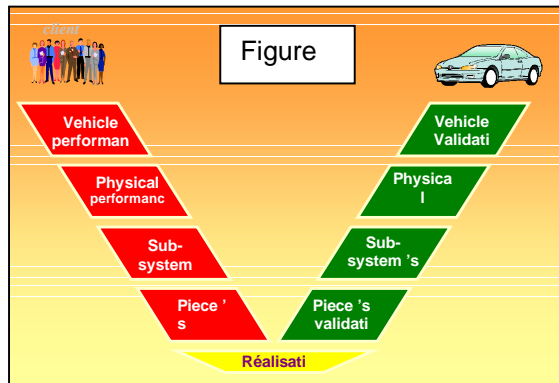 client
Figure
Vehicle
performan
Physical
performanc
Sub-
system
Piece ’
s
Vehicle
Validati
Physica
l
Sub-
system ’s
Piece ’s
validati
Réalisati